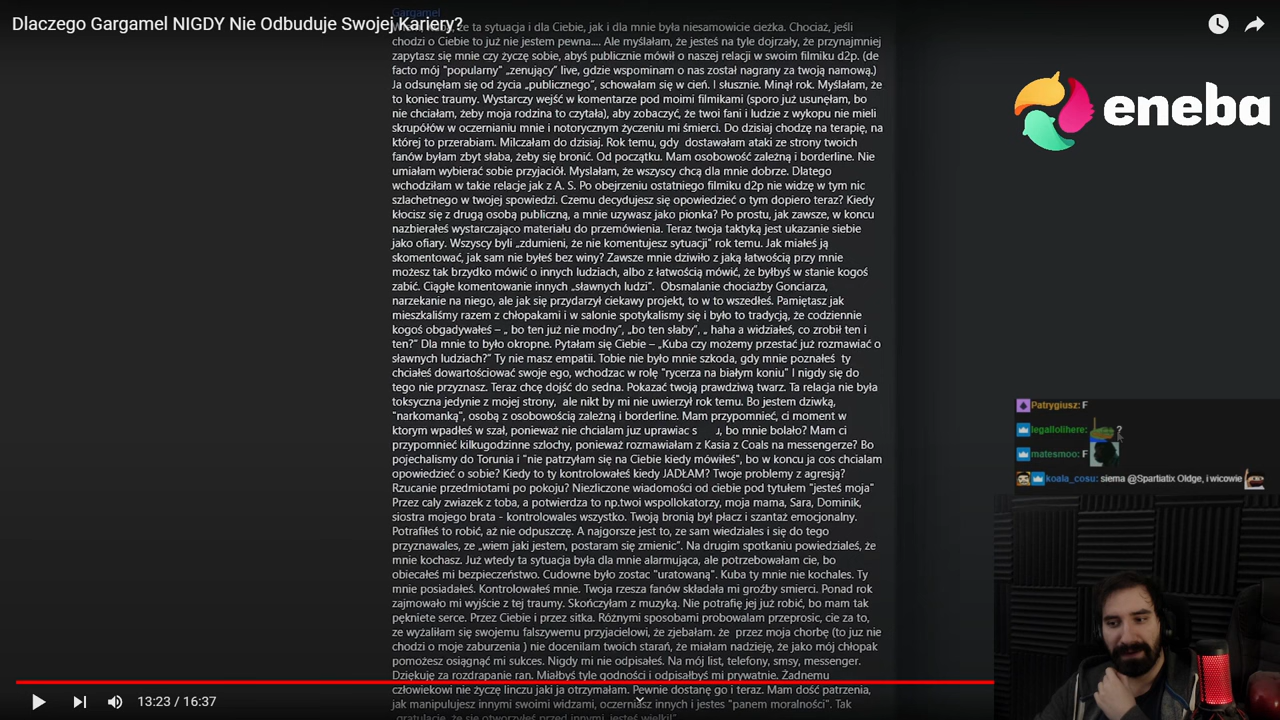 Dlaczego Gargamel NIGDY Nie Odbuduje Swojej Kariery?
Gargamel
że ta sytuacja i dla Ciebie, jak i dla mnie była niesamowicie ciężka. Chociaż, jeśli
chodzi o Ciebie to już nie jestem pewna.... Ale myślałam, że jesteś na tyle dojrzały, że przynajmniej
zapytasz się mnie czy życzę sobie, abyś publicznie mówił o naszej relacji w swoim filmiku d2p. (de
facto mój "popularny" „zenujący” live, gdzie wspominam o nas został nagrany za twoją namową.)
Ja odsunęłam się od życia „publicznego”, schowałam się w cień. I słusznie. Minął rok. Myślałam, że
to koniec traumy. Wystarczy wejść w komentarze pod moimi filmikami (sporo już usunęłam, bo
nie chciałam, żeby moja rodzina to czytała), aby zobaczyć, że twoi fani i ludzie z wykopu nie mieli
skrupółów w oczernianiu mnie i notorycznym życzeniu mi śmierci. Do dzisiaj chodzę na terapię, na
której to przerabiam. Milczałam do dzisiaj. Rok temu, gdy dostawałam ataki ze strony twoich
fanów byłam zbyt słaba, żeby się bronić. Od początku. Mam osobowość zależną i borderline. Nie
umiałam wybierać sobie przyjaciół. Myslałam, że wszyscy chcą dla mnie dobrze. Dlatego
wchodziłam w takie relacje jak z A. S. Po obejrzeniu ostatniego filmiku d2p nie widzę w tym nic
szlachetnego w twojej spowiedzi. Czemu decydujesz się opowiedzieć o tym dopiero teraz? Kiedy
kłocisz się z drugą osobą publiczną, a mnie uzywasz jako pionka? Po prostu, jak zawsze, w koncu
nazbierałeś wystarczająco materiału do przemówienia. Teraz twoja taktyką jest ukazanie siebie
jako ofiary. Wszyscy byli „zdumieni, że nie komentujesz sytuacji” rok temu. Jak miałeś ją
skomentować, jak sam nie byłeś bez winy? Zawsze mnie dziwiło z jaką łatwością przy mnie
możesz tak brzydko mówić o innych ludziach, albo z łatwością mówić, że byłbyś w stanie kogoś
zabić. Ciągłe komentowanie innych „sławnych ludzi”. Obsmalanie chociażby Gonciarza,
narzekanie na niego, ale jak się przydarzył ciekawy projekt, to w to wszedłeś. Pamiętasz jak
mieszkaliśmy razem z chłopakami i w salonie spotykalismy się i było to tradycją, że codziennie
kogoś obgadywałeś – „ bo ten już nie modny”, „bo ten słaby”, „ haha a widziałeś, co zrobił ten i
ten?” Dla mnie to było okropne. Pytałam się Ciebie – „Kuba czy możemy przestać już rozmawiać o
sławnych ludziach?” Ty nie masz empatii. Tobie nie było mnie szkoda, gdy mnie poznałeś ty
chciałeś dowartościować swoje ego, wchodzac w rolę "rycerza na białym koniu" I nigdy się do
tego nie przyznasz. Teraz chcę dojść do sedna. Pokazać twoją prawdziwą twarz. Ta relacja nie była
toksyczna jedynie z mojej strony, ale nikt by mi nie uwierzył rok temu. Bo jestem dziwką,
"narkomanką", osobą z osobowością zależną i borderline. Mam przypomnieć, ci moment w
ktorym wpadłeś w szał, ponieważ nie chcialam juz uprawiac s j, bo mnie bolało? Mam ci
przypomnieć kilkugodzinne szlochy, ponieważ rozmawiałam z Kasia z Coals na messengerze? Bo
pojechalismy do Torunia i "nie patrzyłam się na Ciebie kiedy mówiłeś", bo w koncu ja cos chcialam
opowiedzieć o sobie? Kiedy to ty kontrolowałeś kiedy JADŁAM? Twoje problemy z agresją?
Rzucanie przedmiotami po pokoju? Niezliczone wiadomości od ciebie pod tytułem "jesteś moja"
Przez cały zwiazek z toba, a potwierdza to np.twoi wspollokatorzy, moja mama, Sara, Dominik,
siostra mojego brata - kontrolowales wszystko. Twoją bronią był płacz i szantaż emocjonalny.
Potrafiłeś to robić, aż nie odpuszczę. A najgorsze jest to, ze sam wiedziales i się do tego
przyznawales, ze „wiem jaki jestem, postaram się zmienic”. Na drugim spotkaniu powiedziałeś, że
mnie kochasz. Już wtedy ta sytuacja była dla mnie alarmująca, ale potrzebowałam cie, bo
obiecałeś mi bezpieczeństwo. Cudowne było zostac "uratowaną". Kuba ty mnie nie kochales. Ty
mnie posiadałeś. Kontrolowałeś mnie. Twoja rzesza fanów składała mi groźby smierci. Ponad rok
zajmowało mi wyjście z tej traumy. Skończyłam z muzyką. Nie potrafię jej już robić, bo mam tak
pękniete serce. Przez Ciebie i przez sitka. Różnymi sposobami probowalam przeprosic, cie za to,
ze wyżaliłam się swojemu falszywemu przyjacielowi, że zjebałam. że przez moja chorbę (to juz nie
chodzi o moje zaburzenia ) nie docenilam twoich starań, że miałam nadzieję, że jako mój chłopak
pomożesz osiągnąć mi sukces. Nigdy mi nie odpisałeś. Na mój list, telefony, smsy, messenger.
Dziękuję za rozdrapanie ran. Miałbyś tyle godności i odpisałbyś mi prywatnie. Żadnemu
człowiekowi nie życzę linczu jaki ja otrzymałam. Pewnie dostanę go i teraz. Mam dość patrzenia,
jak manipulujesz innymi swoimi widzami, oczerniasz innych i jestes "panem moralności". Tak
gratulacje, że się otworzyłeś przed innymi, jesteś wielki!"
eneba
Patrygiusz: F
legallolihere: ?
matesmoo: F
koala_cosu: siema @Spartiatix Oldge, i wicowie
13:23 / 16:37